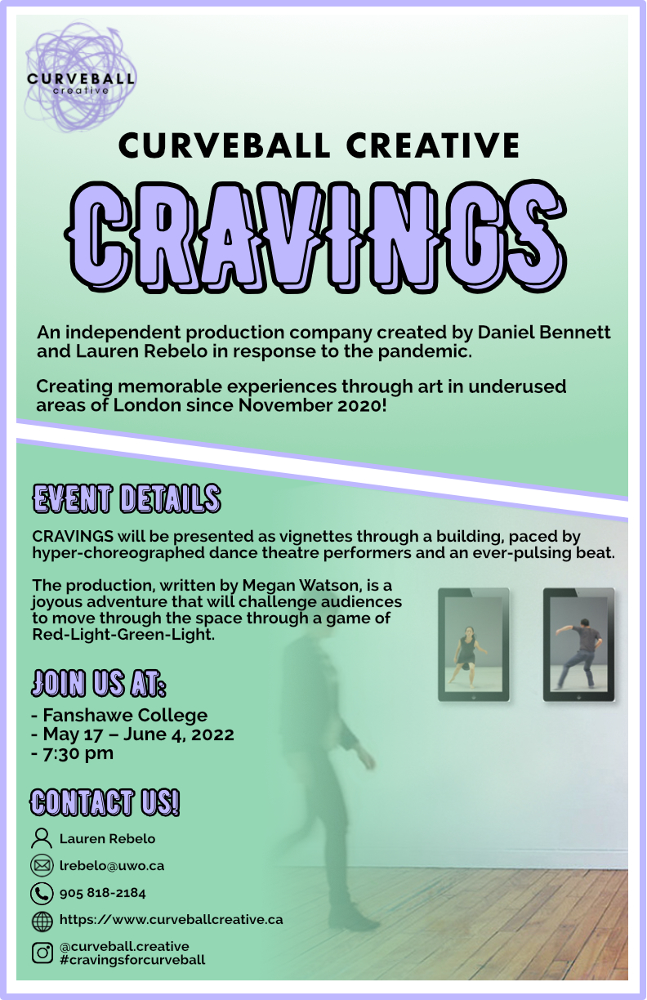 CURVEBALL
creative
CURVEBALL CREATIVE
CRAVINGS
An independent production company created by Daniel Bennett
and Lauren Rebelo in response to the pandemic.
Creating memorable experiences through art in underused
areas of London since November 2020!
EVENT DETAILS
CRAVINGS will be presented as vignettes through a building, paced by
hyper-choreographed dance theatre performers and an ever-pulsing beat.
The production, written by Megan Watson, is a
joyous adventure that will challenge audiences
to move through the space through a game of
Red-Light-Green-Light.
JOIN US AT:
- Fanshawe College
- May 17 – June 4, 2022
- 7:30 pm
CONTACT US!
Lauren Rebelo
lrebelo@uwo.ca
905 818-2184
https://www.curveballcreative.ca
@curveball.creative
#cravingsforcurveball